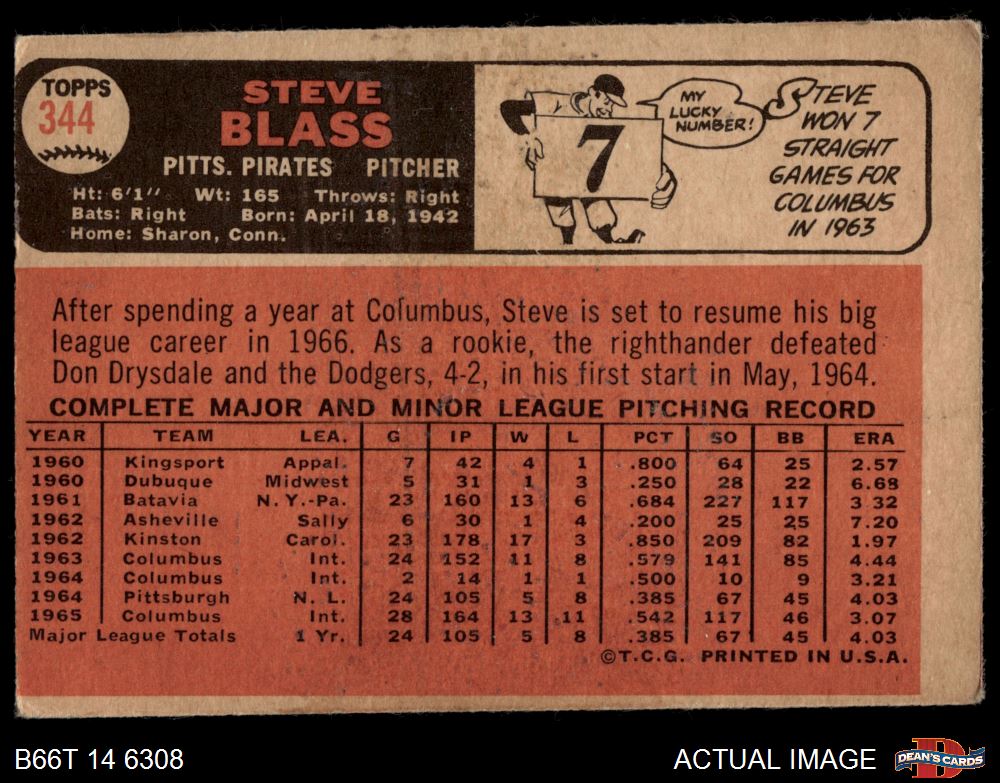 TOPPS
344
STEVE
BLASS
PITTS. PIRATES PITCHER
Ht: 6'1" Wt: 165 Throws: Right
Bats: Right Born: April 18, 1942
Home: Sharon, Conn.
7
MY
LUCKY
NUMBER!
STEVE
WON 7
STRAIGHT
GAMES FOR
COLUMBUS
IN 1963
After spending a year at Columbus, Steve is set to resume his big
league career in 1966. As a rookie, the righthander defeated
Don Drysdale and the Dodgers, 4-2, in his first start in May, 1964.
COMPLETE MAJOR AND MINOR LEAGUE PITCHING RECORD
YEAR TEAM LEA. G IP W L PCT SO BB ERA
1960 Kingsport Appal. 7 42 4 1 .800 64 25 2.57
1960 Dubuque Midwest 5 31 1 3 .250 28 22 6.68
1961 Batavia N.Y.-Pa. 23 160 13 6 .684 227 117 3.32
1962 Asheville Sally 6 30 1 4 .200 25 25 7.20
1962 Kinston Carol. 23 178 17 3 .850 209 82 1.97
1963 Columbus Int. 24 152 11 8 .579 141 85 4.44
1964 Columbus Int. 2 14 1 1 .500 10 9 3.21
1964 Pittsburgh N. L. 24 105 5 8 .385 67 45 4.03
1965 Columbus Int. 28 164 13 11 .542 117 46 3.07
Major League Totals 1 Yr. 24 105 5 8 .385 67 45 4.03
©T.C.G. PRINTED IN U.S.A.
B66T 14 6308
ACTUAL IMAGE
D
DEAN'S CARDS